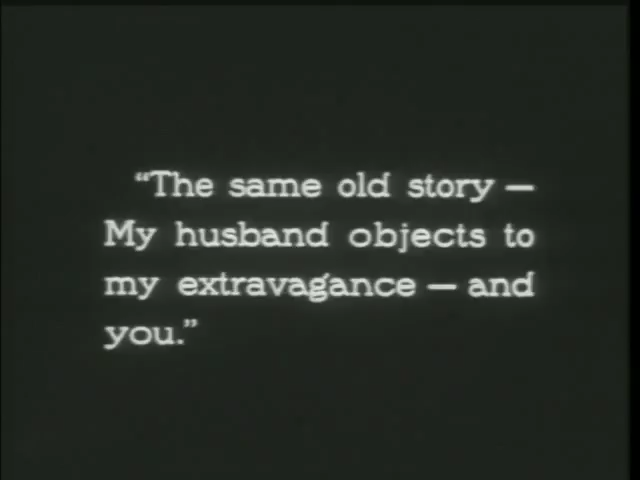 “The same old story —
My husband objects to
my extravagance — and
you.”